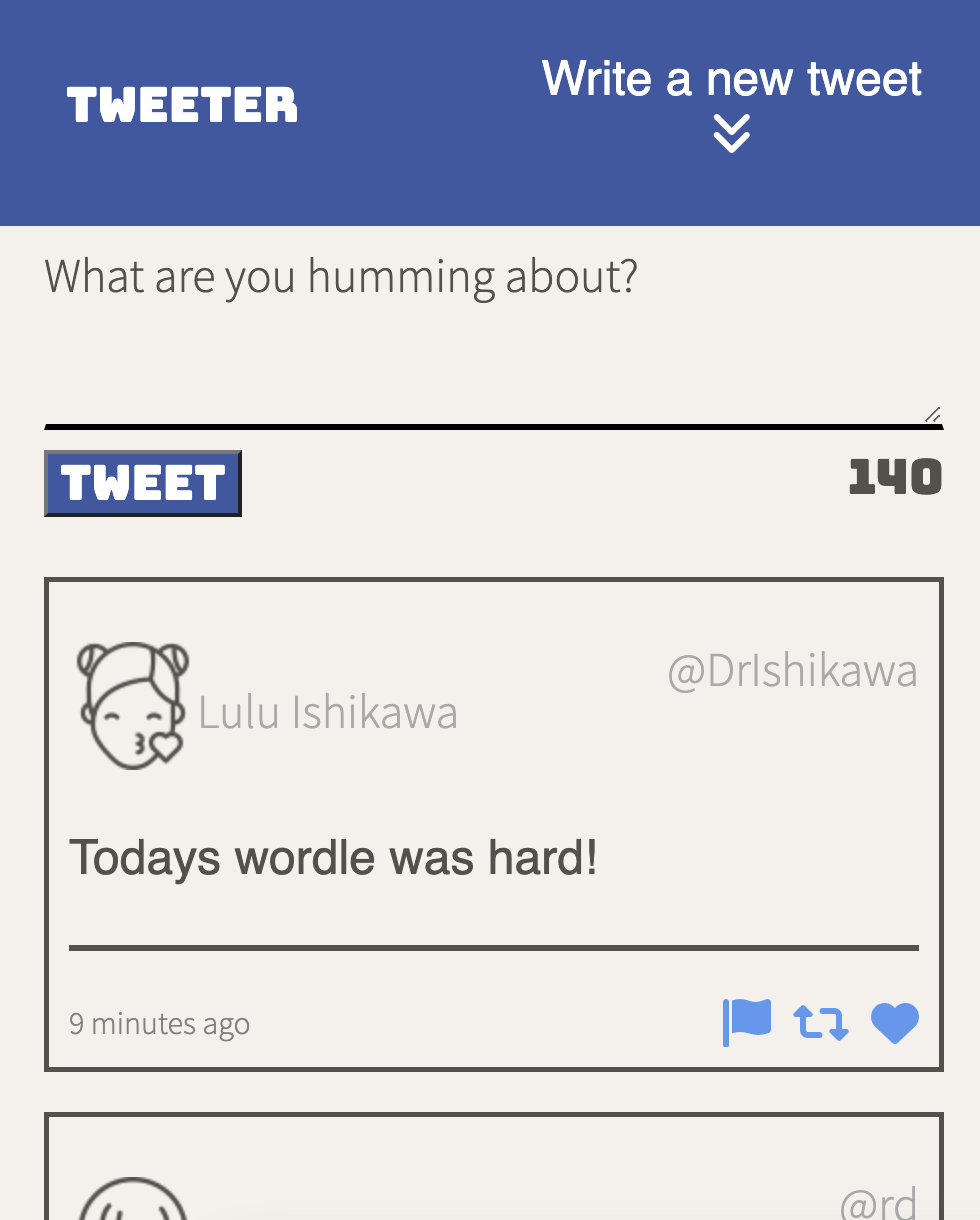 TWEETER
Write a new tweet
What are you humming about?
TWEET
140
@DrIshikawa
Lulu Ishikawa
Todays wordle was hard!
9 minutes ago
@rd